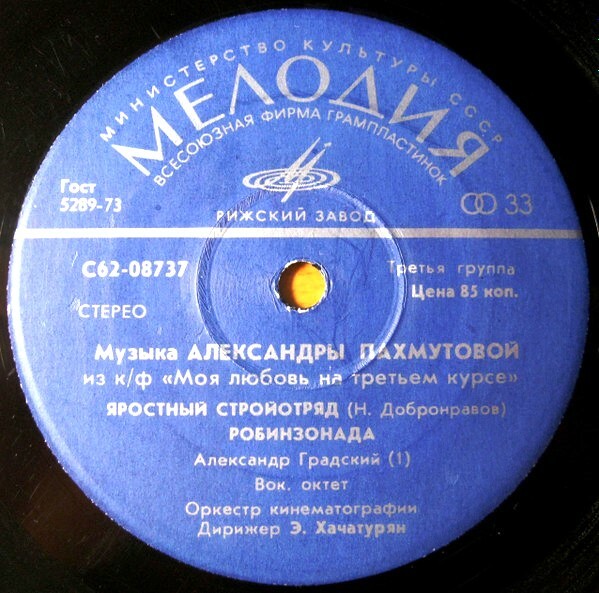 МИНИСТЕРСТВО КУЛЬТУРЫ СССР
МЕЛОДИЯ
ВСЕСОЮЗНАЯ ФИРМА ГРАМПЛАСТИНОК
Гост
5289-73
33
РИЖСКИЙ ЗАВОД
С62-08737
Третья группа
Цена 85 коп.
СТЕРЕО
Музыка АЛЕКСАНДРЫ ПАХМУТОВОЙ
из к/ф «Моя любовь на третьем курсе»
ЯРОСТНЫЙ СТРОЙОТРЯД (Н. Добронравов)
РОБИНЗОНАДА
Александр Градский (1)
Вок. октет
Оркестр кинематографии
Дирижер Э. Хачатурян